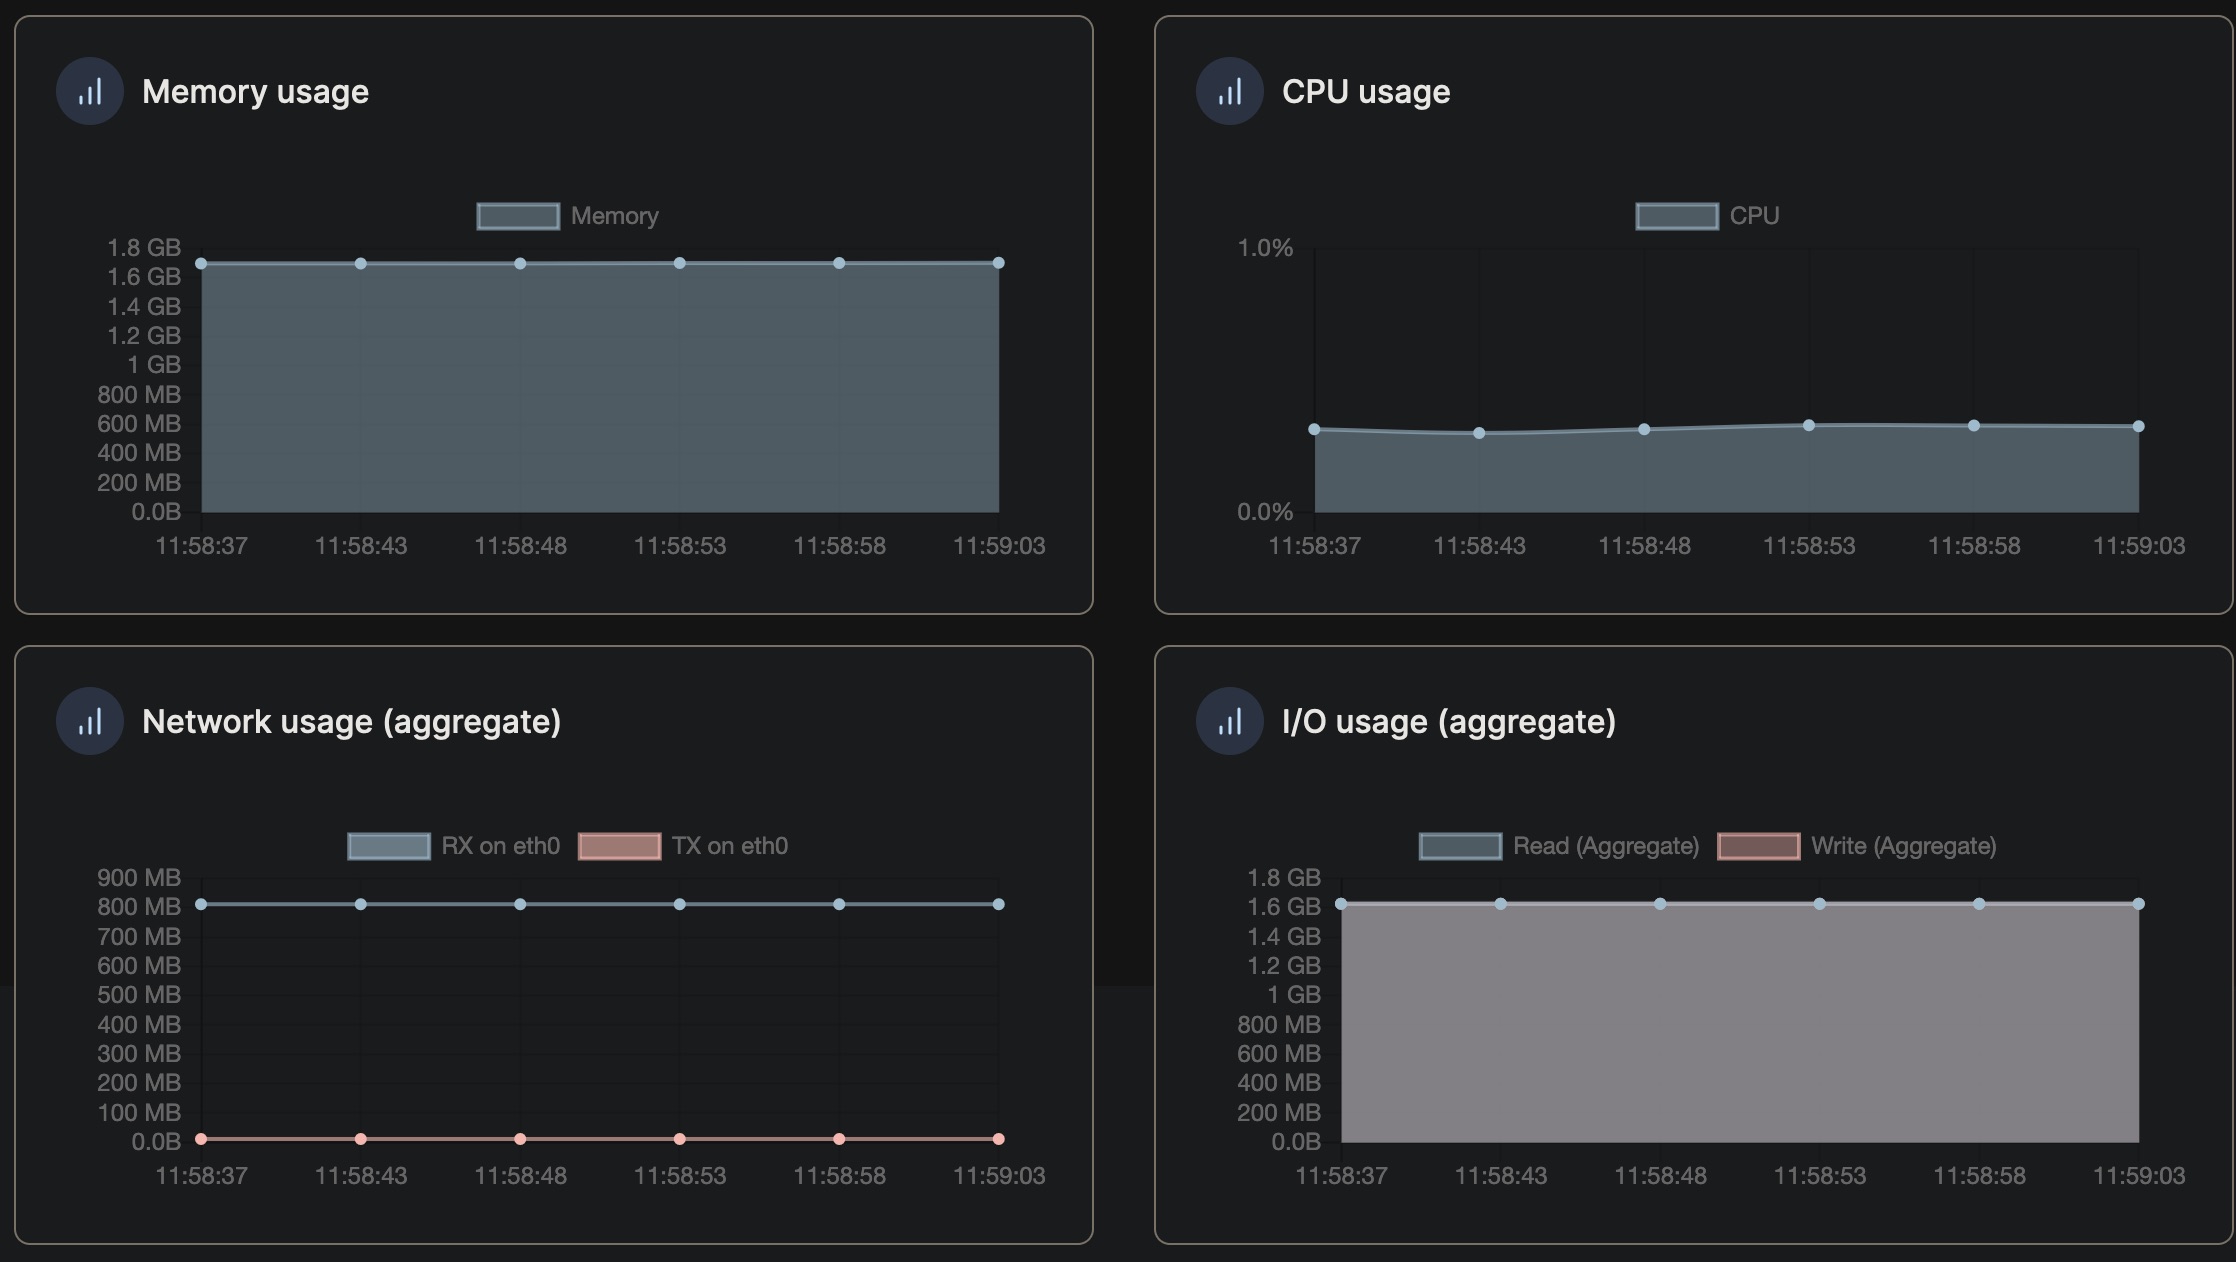 Memory usage
Memory
1.8 GB
1.6 GB
1.4 GB
1.2 GB
1 GB
800 MB
600 MB
400 MB
200 MB
0.0B
11:58:37 11:58:43 11:58:48 11:58:53 11:58:58 11:59:03
CPU usage
CPU
1.0%
0.0%
11:58:37 11:58:43 11:58:48 11:58:53 11:58:58 11:59:03
Network usage (aggregate)
RX on eth0 TX on eth0
900 MB
800 MB
700 MB
600 MB
500 MB
400 MB
300 MB
200 MB
100 MB
0.0B
11:58:37 11:58:43 11:58:48 11:58:53 11:58:58 11:59:03
I/O usage (aggregate)
Read (Aggregate) Write (Aggregate)
1.8 GB
1.6 GB
1.4 GB
1.2 GB
1 GB
800 MB
600 MB
400 MB
200 MB
0.0B
11:58:37 11:58:43 11:58:48 11:58:53 11:58:58 11:59:03